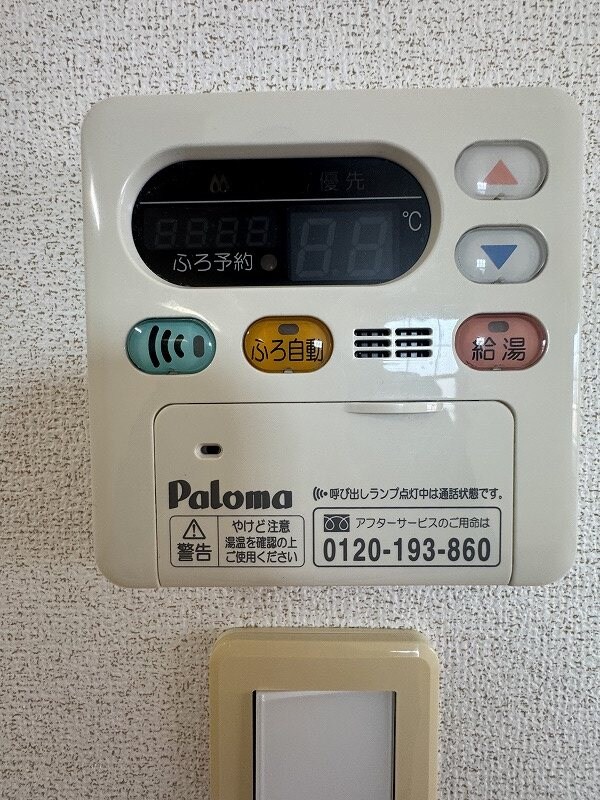 優先
8888
88
℃
ふろ予約
ふろ自動
給湯
Paloma
呼び出しランプ点灯中は通話状態です。
警告
やけど注意
湯温を確認の上
ご使用ください
アフターサービスのご用命は
0120-193-860